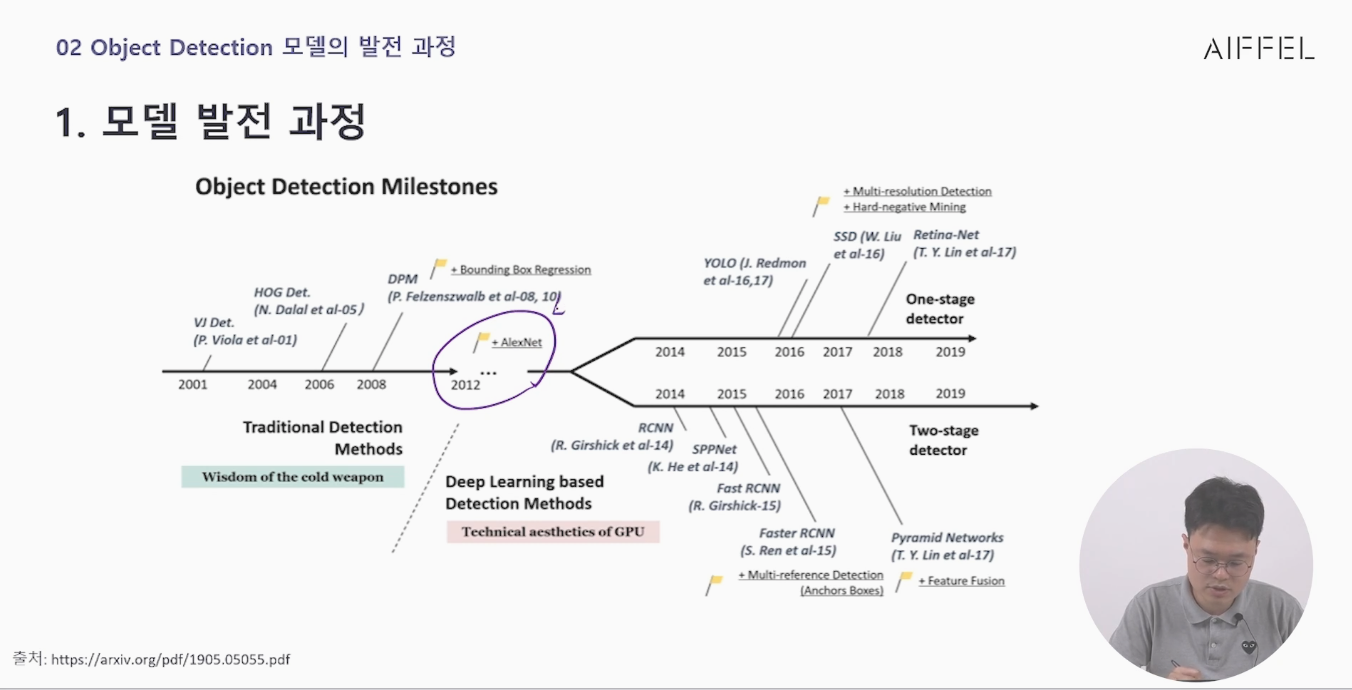 02 Object Detection 모델의 발전 과정
AIFFEL
1. 모델 발전 과정
Object Detection Milestones
+ Multi-resolution Detection
+ Hard-negative Mining
SSD (W. Liu
et al-16)
Retina-Net
(T. Y. Lin et al-17)
YOLO (J. Redmon
et al-16,17)
One-stage
detector
+ Bounding Box Regression
DPM
(P. Felzenszwalb et al-08, 10)
HOG Det.
(N. Dalal et al-05)
VJ Det.
(P. Viola et al-01)
+ AlexNet
...
2001 2004 2006 2008 2012
2014 2015 2016 2017 2018 2019
2014 2015 2016 2017 2018 2019
Traditional Detection
Methods
Wisdom of the cold weapon
Deep Learning based
Detection Methods
Technical aesthetics of GPU
RCNN
(R. Girshick et al-14)
SPPNet
(K. He et al-14)
Fast RCNN
(R. Girshick-15)
Faster RCNN
(S. Ren et al-15)
+ Multi-reference Detection
(Anchors Boxes)
Two-stage
detector
Pyramid Networks
(T. Y. Lin et al-17)
+ Feature Fusion
출처: https://arxiv.org/pdf/1905.05055.pdf